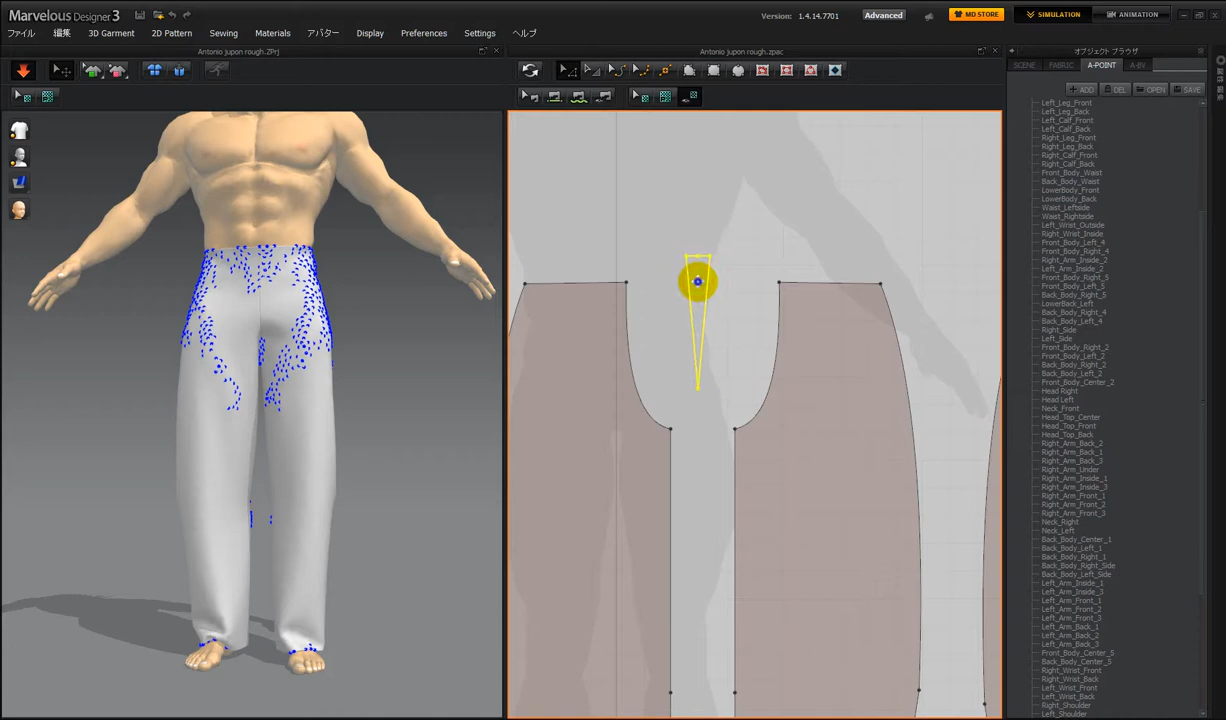 Marvelous Designer 3
Version: 1.4.14.7701
Advanced
MD STORE
SIMULATION
ANIMATION
ファイル
編集
3D Garment
2D Pattern
Sewing
Materials
アバター
Display
Preferences
Settings
ヘルプ
Antonio jupon rough.ZPrj
Antonio jupon rough.zpac
オブジェクト ブラウザ
SCENE
FABRIC
A-POINT
A-BV
ADD
DEL
OPEN
SAVE
Left_Leg_Front
Left_Leg_Back
Left_Calf_Front
Left_Calf_Back
Right_Leg_Front
Right_Leg_Back
Right_Calf_Front
Right_Calf_Back
Front_Body_Waist
Back_Body_Waist
LowerBody_Front
LowerBody_Back
Waist_Leftside
Waist_Rightside
Left_Wrist_Outside
Right_Wrist_Inside
Front_Body_Left_4
Front_Body_Right_4
Right_Arm_Inside_2
Left_Arm_Inside_2
Front_Body_Right_5
Front_Body_Left_5
Back_Body_Right_5
LowerBack_Left
Back_Body_Right_4
Back_Body_Left_4
Right_Side
Left_Side
Front_Body_Right_2
Front_Body_Left_2
Back_Body_Right_2
Back_Body_Left_2
Front_Body_Center_2
Head Right
Head Left
Neck_Front
Head_Top_Center
Head_Top_Front
Head_Top_Back
Right_Arm_Back_2
Right_Arm_Back_1
Right_Arm_Back_3
Right_Arm_Under
Right_Arm_Inside_1
Right_Arm_Inside_3
Right_Arm_Front_1
Right_Arm_Front_2
Right_Arm_Front_3
Neck_Right
Neck_Left
Back_Body_Center_1
Back_Body_Left_1
Back_Body_Right_1
Back_Body_Right_Side
Back_Body_Left_Side
Left_Arm_Inside_1
Left_Arm_Inside_3
Left_Arm_Front_1
Left_Arm_Front_2
Left_Arm_Front_3
Left_Arm_Back_1
Left_Arm_Back_2
Left_Arm_Back_3
Front_Body_Center_5
Back_Body_Center_5
Right_Wrist_Front
Right_Wrist_Back
Left_Wrist_Front
Left_Wrist_Back
Right_Shoulder
Left_Shoulder